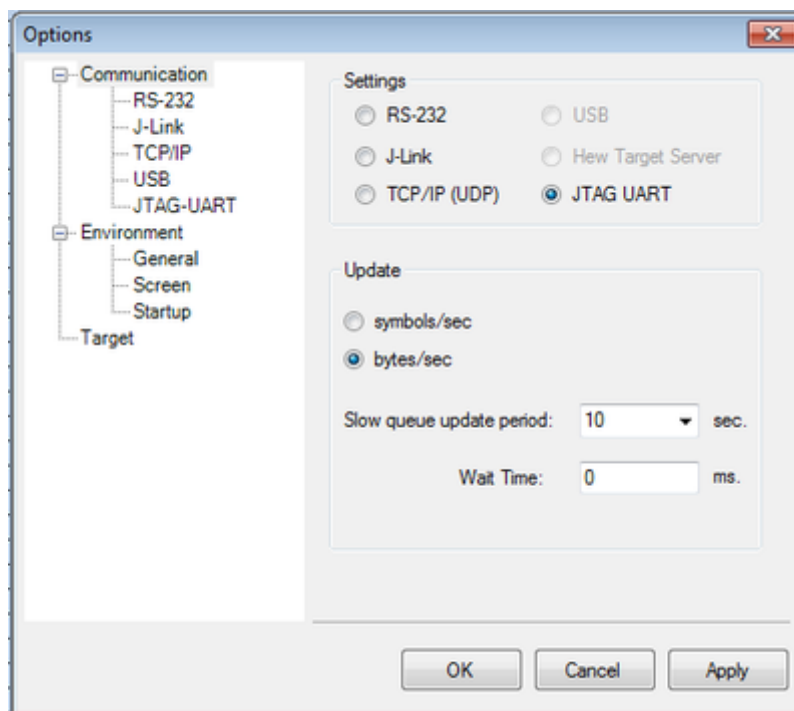 Options
Communication
RS-232
J-Link
TCP/IP
USB
JTAG-UART
Environment
General
Screen
Startup
Target
Settings
RS-232
USB
J-Link
Hew Target Server
TCP/IP (UDP)
JTAG UART
Update
symbols/sec
bytes/sec
Slow queue update period: 10 sec.
Wait Time: 0 ms.
OK Cancel Apply